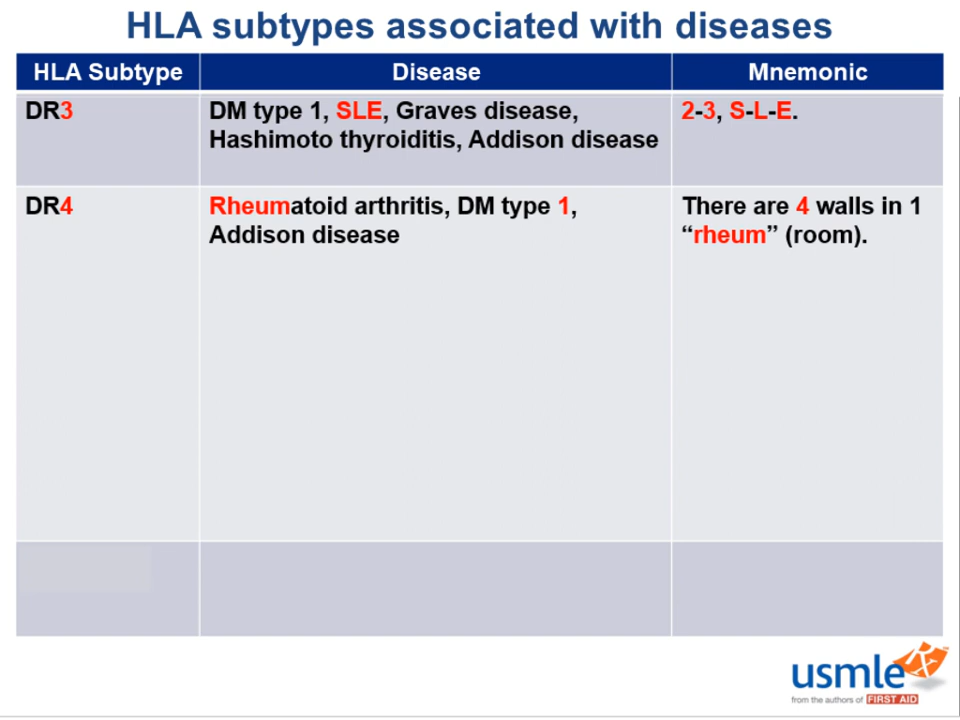 HLA subtypes associated with diseases
HLA Subtype Disease Mnemonic
DR3
DM type 1, SLE, Graves disease,
Hashimoto thyroiditis, Addison disease
2-3, S-L-E.
DR4
Rheumatoid arthritis, DM type 1,
Addison disease
There are 4 walls in 1
“rheum” (room).
usmle Rx
from the authors of FIRST AID